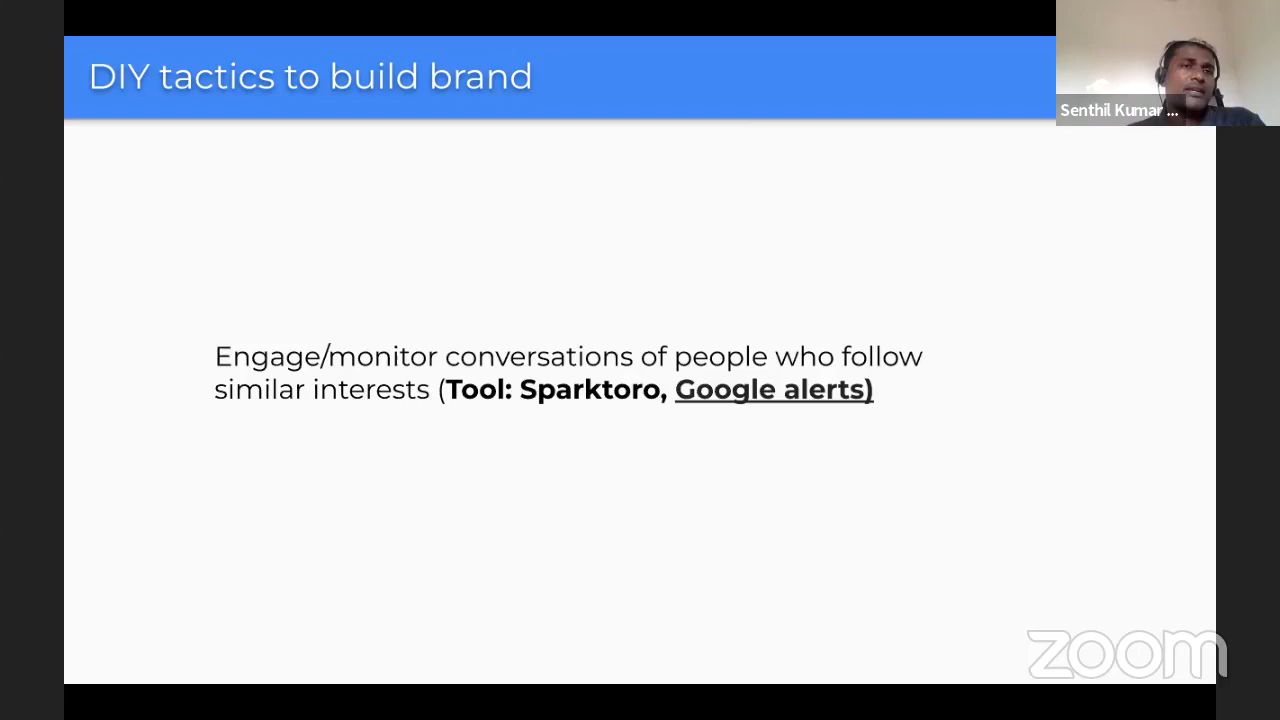 DIY tactics to build brand
Senthil Kumar ...
Engage/monitor conversations of people who follow
similar interests (Tool: Sparktoro, Google alerts)
zoom